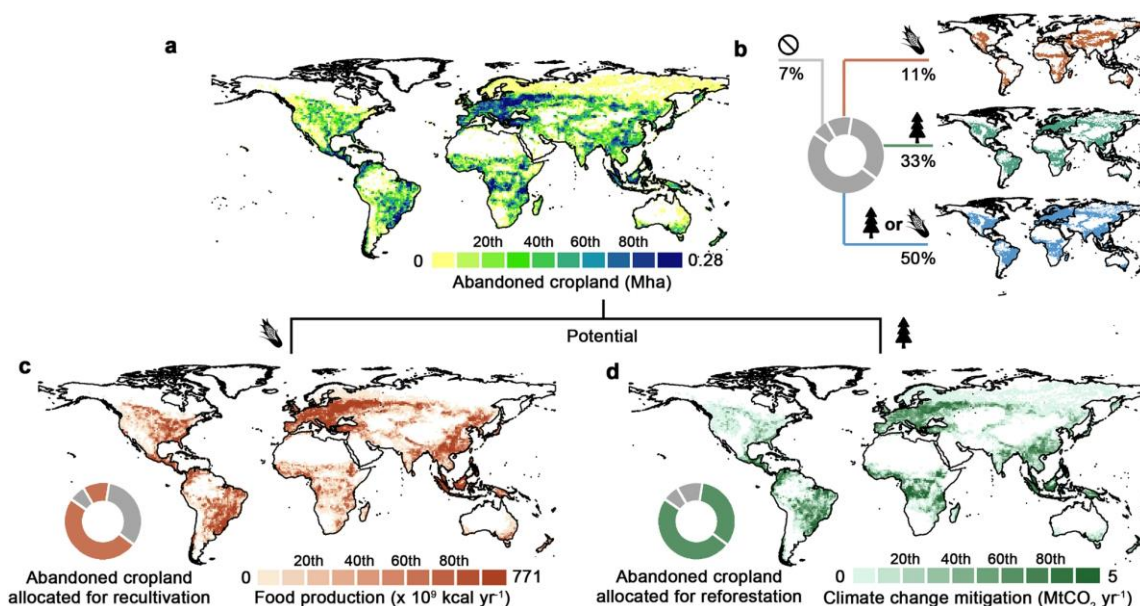 a
0
20th 40th 60th 80th
0.28
Abandoned cropland (Mha)
b
7%
11%
33%
or
50%
Potential
c
Abandoned cropland
allocated for recultivation
0
20th 40th 60th 80th
771
Food production (x 10⁹ kcal yr⁻¹)
d
Abandoned cropland
allocated for reforestation
0
20th 40th 60th 80th
5
Climate change mitigation (MtCO₂ yr⁻¹)